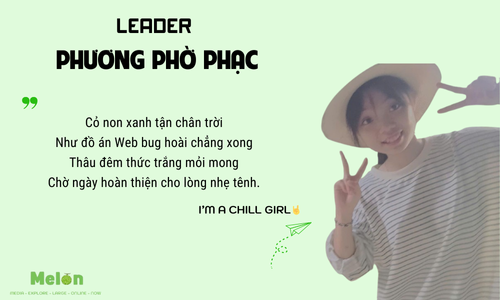 LEADER
PHƯƠNG PHỜ PHẠC
Cỏ non xanh tận chân trời
Như đồ án Web bug hoài chẳng xong
Thâu đêm thức trắng mỏi mong
Chờ ngày hoàn thiện cho lòng nhẹ tênh.
I'M A CHILL GIRL🤟
Melon